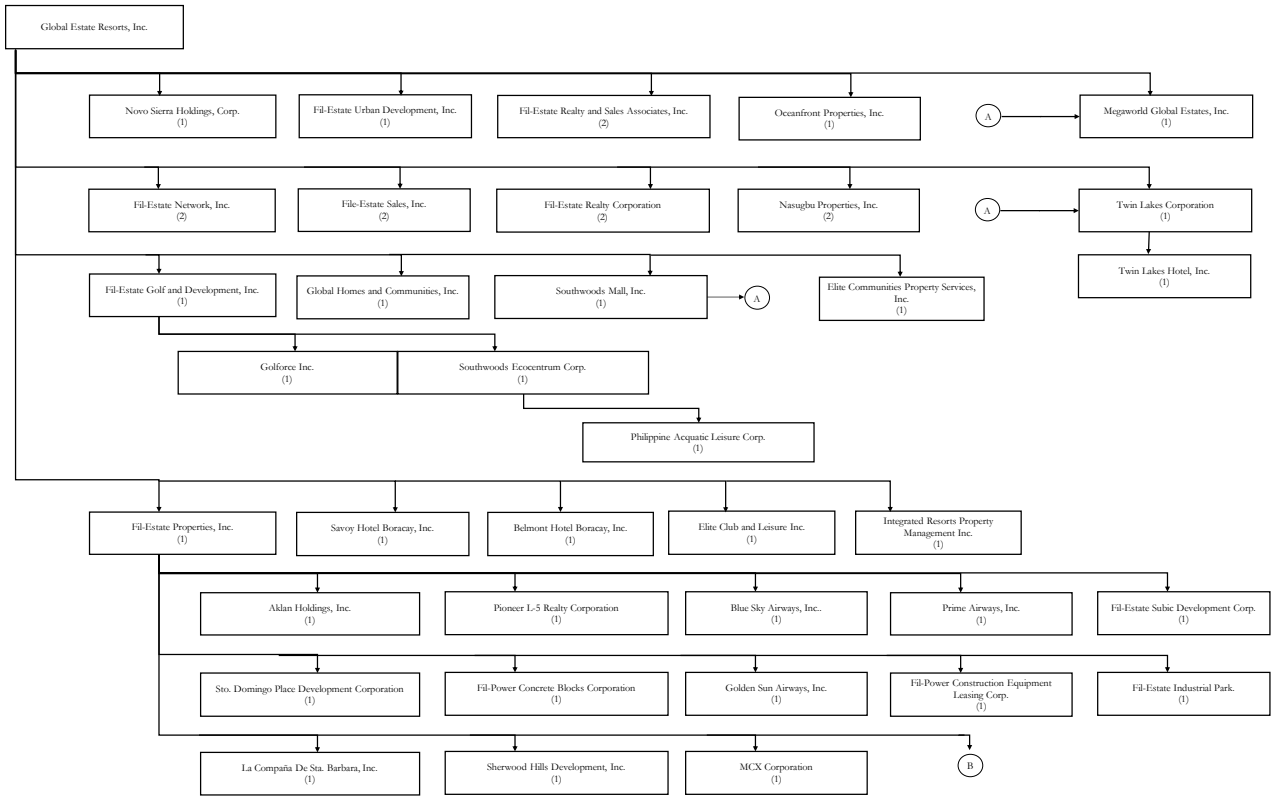 Global Estate Resorts, Inc.
Novo Sierra Holdings, Corp.
(1)
Fil-Estate Urban Development, Inc.
(1)
Fil-Estate Realty and Sales Associates, Inc.
(2)
Oceanfront Properties, Inc.
(1)
A
Megaworld Global Estates, Inc.
(1)
Fil-Estate Network, Inc.
(2)
File-Estate Sales, Inc.
(2)
Fil-Estate Realty Corporation
(2)
Nasugbu Properties, Inc.
(2)
A
Twin Lakes Corporation
(1)
Twin Lakes Hotel, Inc.
(1)
Fil-Estate Golf and Development, Inc.
(1)
Global Homes and Communities, Inc.
(1)
Southwoods Mall, Inc.
(1)
A
Elite Communities Property Services,
Inc.
(1)
Golforce Inc.
(1)
Southwoods Ecocentrum Corp.
(1)
Philippine Acquatic Leisure Corp.
(1)
Fil-Estate Properties, Inc.
(1)
Savoy Hotel Boracay, Inc.
(1)
Belmont Hotel Boracay, Inc.
(1)
Elite Club and Leisure Inc.
(1)
Integrated Resorts Property
Management Inc.
(1)
Aklan Holdings, Inc.
(1)
Pioneer L-5 Realty Corporation
(1)
Blue Sky Airways, Inc..
(1)
Prime Airways, Inc.
(1)
Fil-Estate Subic Development Corp.
(1)
Sto. Domingo Place Development Corporation
(1)
Fil-Power Concrete Blocks Corporation
(1)
Golden Sun Airways, Inc.
(1)
Fil-Power Construction Equipment
Leasing Corp.
(1)
Fil-Estate Industrial Park.
(1)
La Compaña De Sta. Barbara, Inc.
(1)
Sherwood Hills Development, Inc.
(1)
MCX Corporation
(1)
B